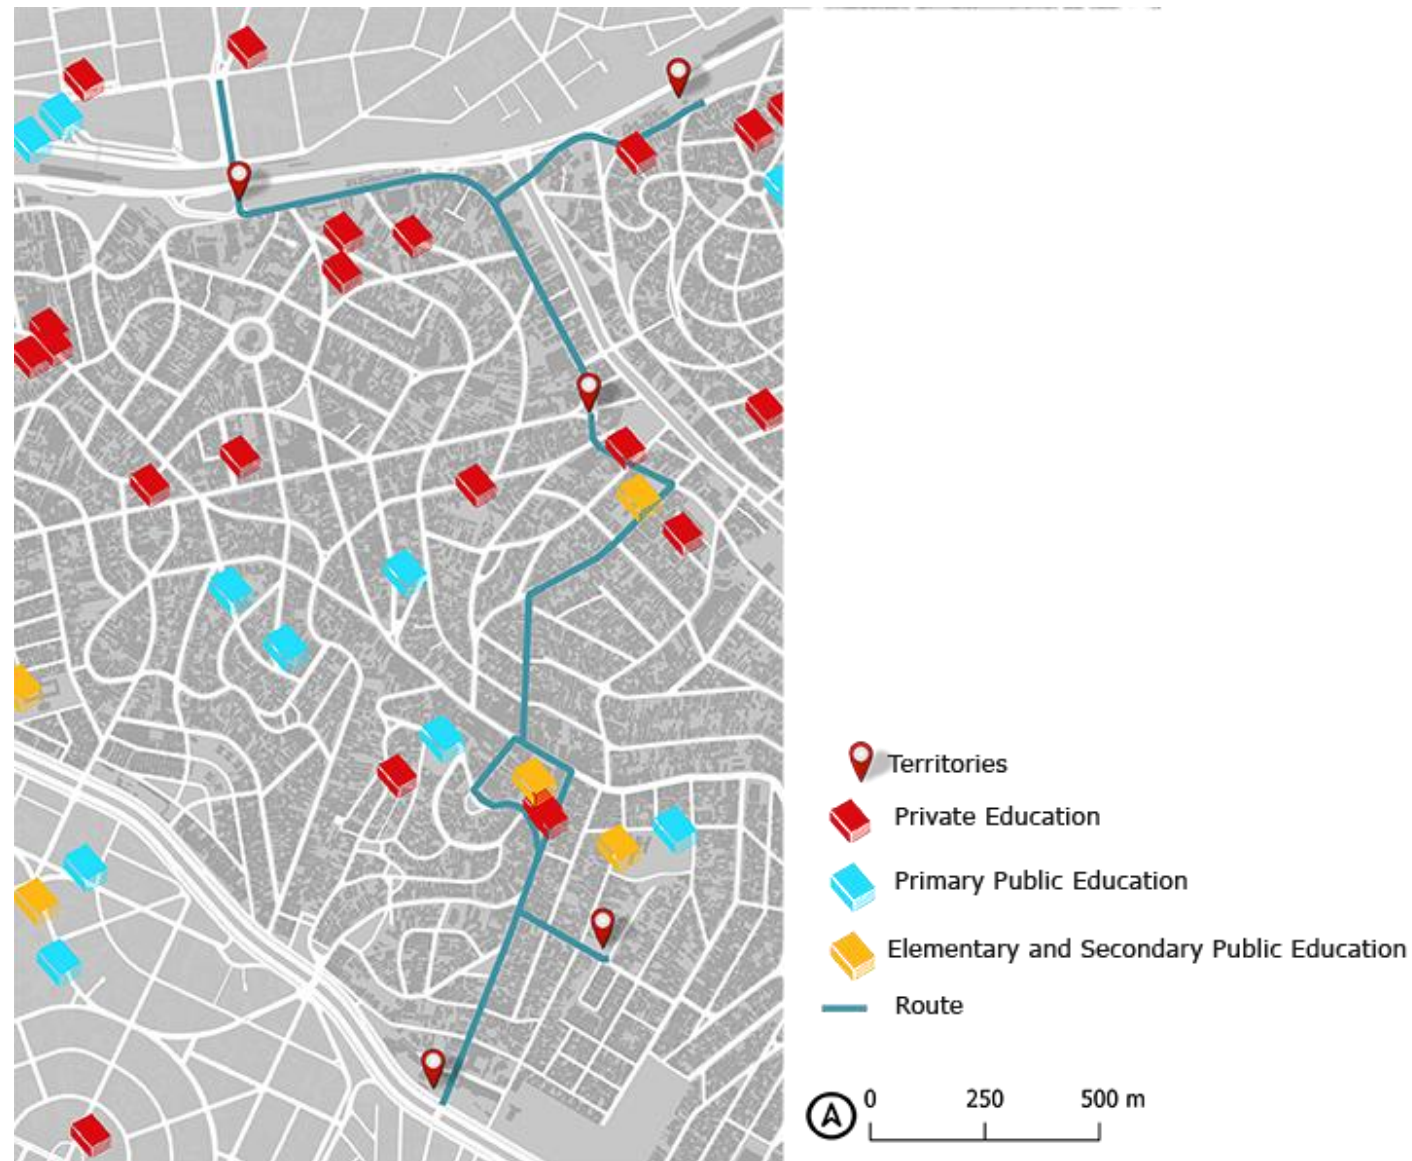 Territories
Private Education
Primary Public Education
Elementary and Secondary Public Education
Route
A
0 250 500 m